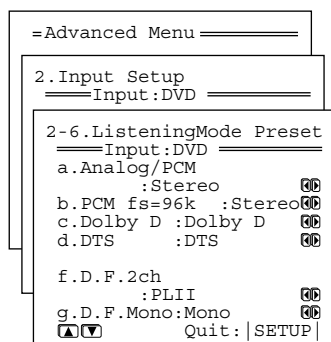 Advanced Menu
2.Input Setup
Input:DVD
2-6.ListeningMode Preset
Input:DVD
a.Analog/PCM
:Stereo
b.PCM fs=96k :Stereo
c.Dolby D :Dolby D
d.DTS :DTS
f.D.F.2ch
:PLII
g.D.F.Mono:Mono
Quit:|SETUP|